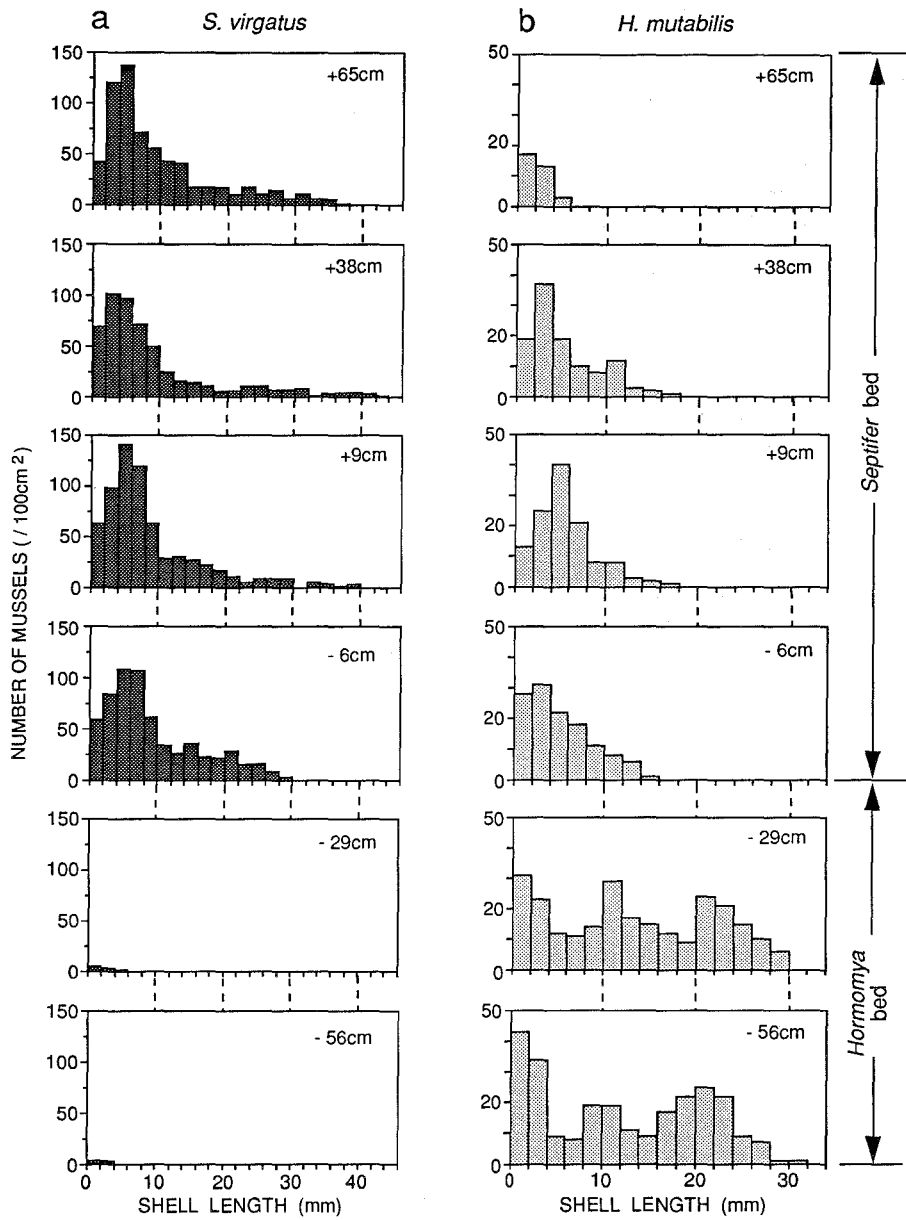 a
S. virgatus
b
H. mutabilis
NUMBER OF MUSSELS ( / 100cm²)
150
100
50
0
+65cm
50
20
0
+65cm
150
100
50
0
+38cm
50
20
0
+38cm
150
100
50
0
+9cm
50
20
0
+9cm
150
100
50
0
- 6cm
50
20
0
- 6cm
150
100
50
0
- 29cm
50
20
0
- 29cm
150
100
50
0
- 56cm
50
20
0
- 56cm
0 10 20 30 40
SHELL LENGTH (mm)
0 10 20 30
SHELL LENGTH (mm)
Septifer bed
Hormomya
bed